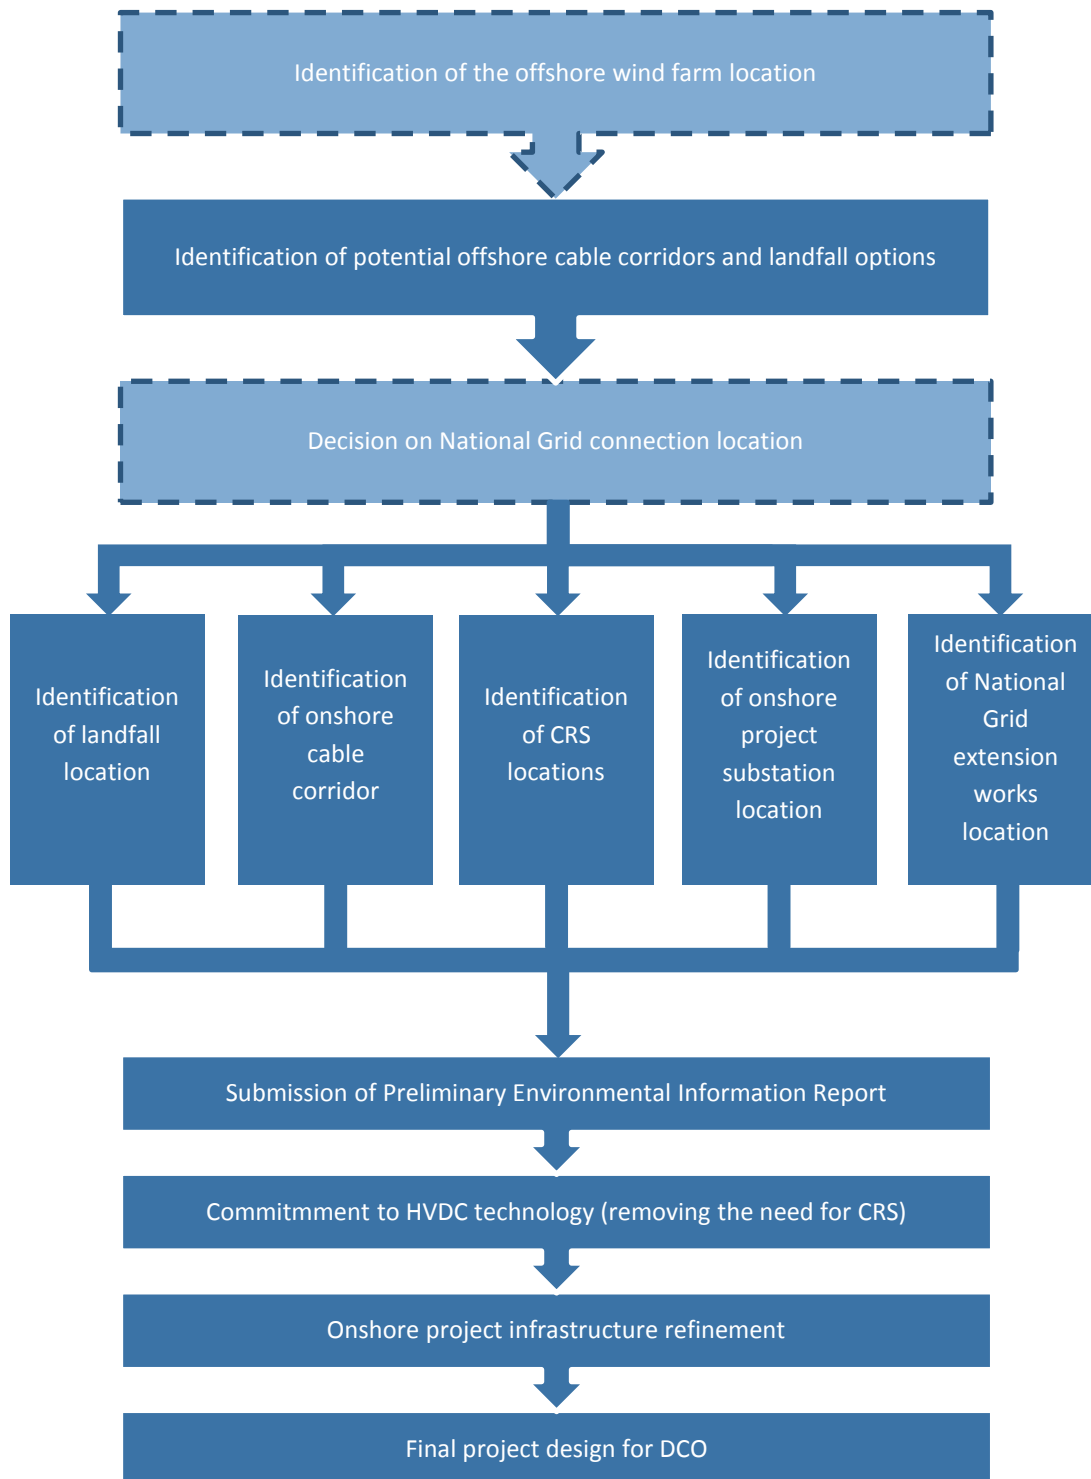 Identification of the offshore wind farm location
Identification of potential offshore cable corridors and landfall options
Decision on National Grid connection location
Identification
of landfall
location
Identification
of onshore
cable
corridor
Identification
of CRS
locations
Identification
of onshore
project
substation
location
Identification
of National
Grid
extension
works
location
Submission of Preliminary Environmental Information Report
Commitmment to HVDC technology (removing the need for CRS)
Onshore project infrastructure refinement
Final project design for DCO